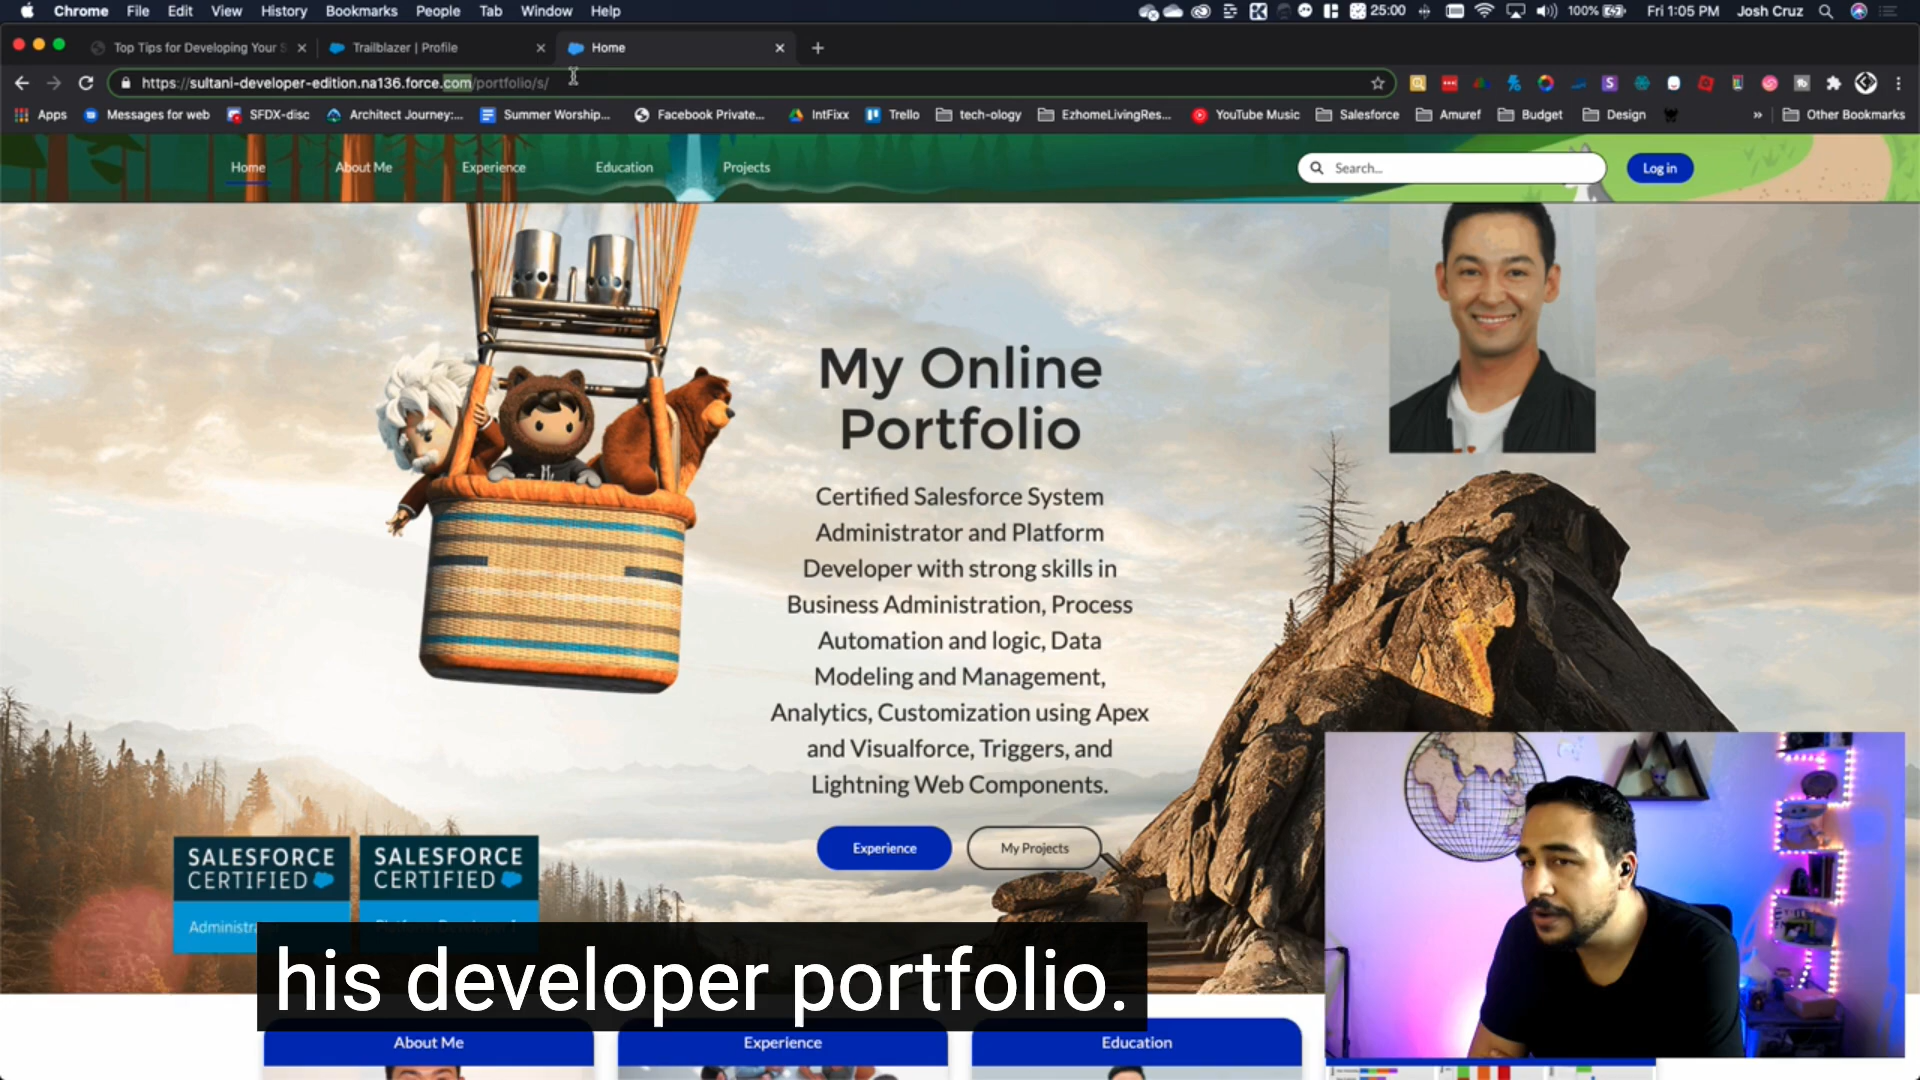 Chrome File Edit View History Bookmarks People Tab Window Help 25:00 100% Fri 1:05 PM Josh Cruz
Top Tips for Developing Your S Trailblazer | Profile Home
https://sultani-developer-edition.na136.force.com/portfolio/s/
Apps Messages for web SFDX-disc Architect Journey:... Summer Worship... Facebook Private... IntFixx Trello tech-ology EzhomeLivingRes... YouTube Music Salesforce Amuref Budget Design » Other Bookmarks
Home About Me Experience Education Projects Search... Log in
My Online
Portfolio
Certified Salesforce System
Administrator and Platform
Developer with strong skills in
Business Administration, Process
Automation and logic, Data
Modeling and Management,
Analytics, Customization using Apex
and Visualforce, Triggers, and
Lightning Web Components.
Experience My Projects
SALESFORCE
CERTIFIED
Administra
SALESFORCE
CERTIFIED
Platform Developer I
his developer portfolio.
About Me Experience Education